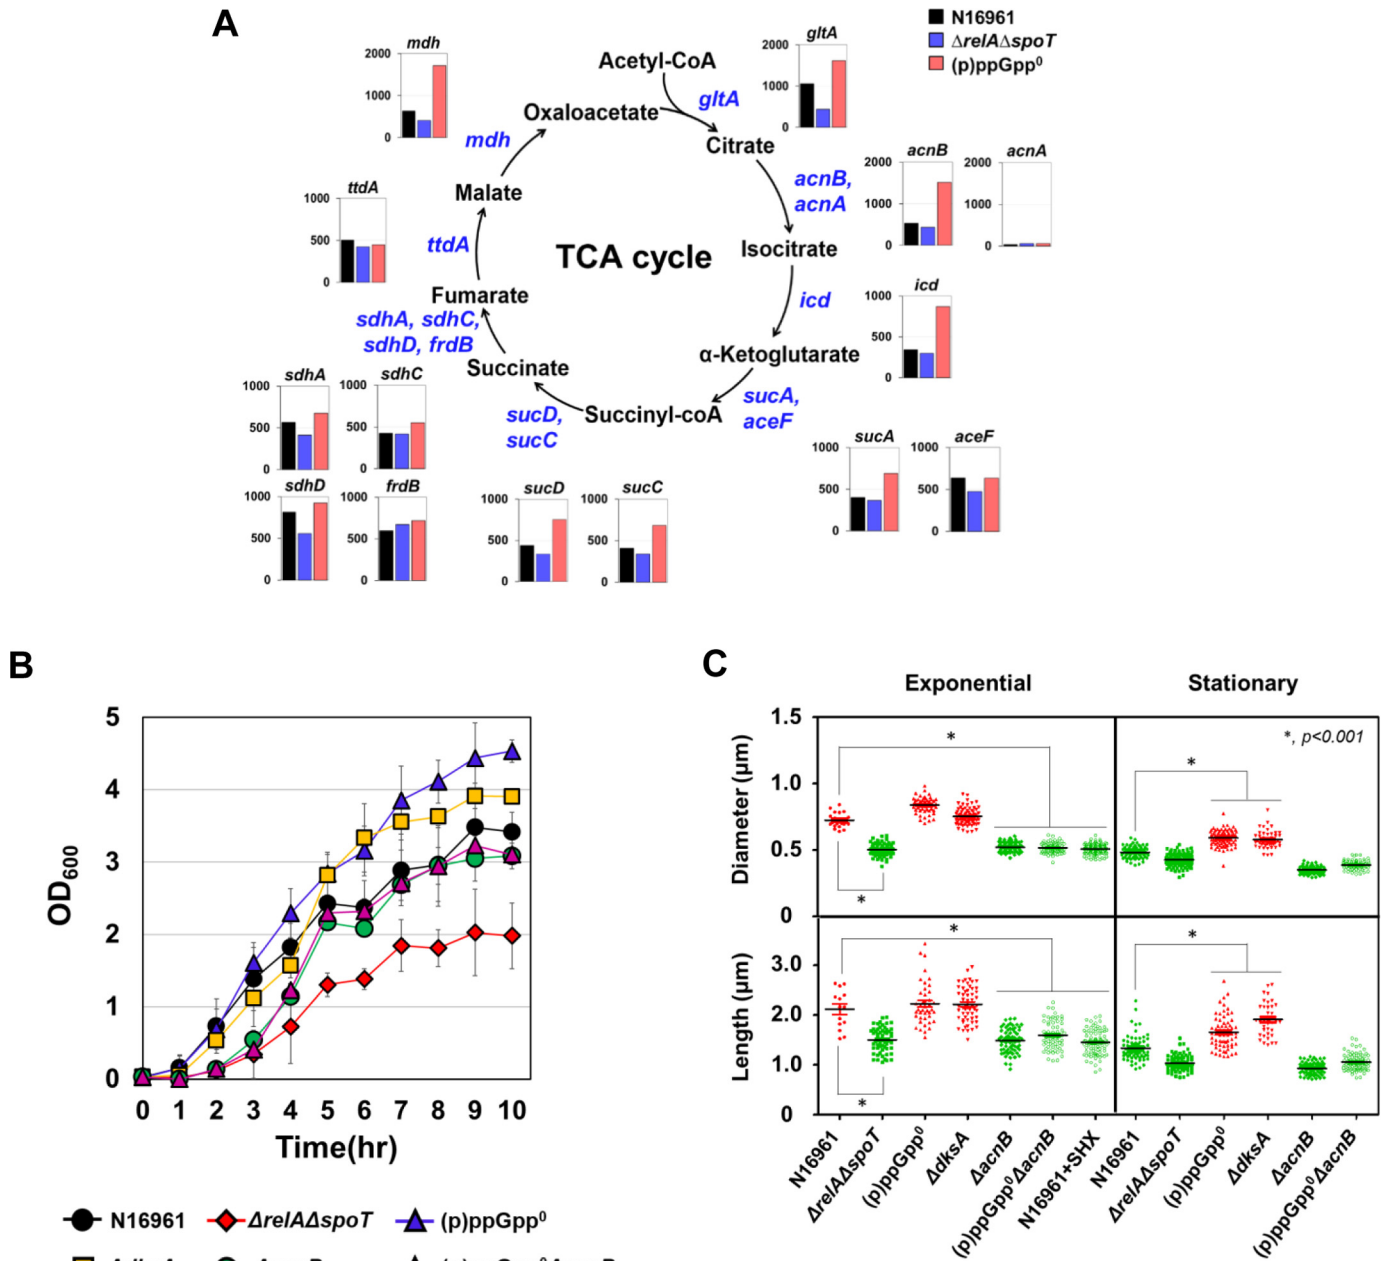 A
N16961
ΔrelAΔspoT
(p)ppGpp⁰
mdh
2000
1000
0
Acetyl-CoA
gltA
Oxaloacetate
Citrate
mdh
gltA
2000
1000
0
acnB,
acnA
acnB
2000
1000
0
acnA
2000
1000
0
Malate
ttdA
1000
500
0
ttdA
TCA cycle
Isocitrate
icd
icd
1000
500
0
Fumarate
sdhA, sdhC,
sdhD, frdB
α-Ketoglutarate
Succinate
sucA,
aceF
Succinyl-coA
sucD,
sucC
sdhA
1000
500
0
sdhC
1000
500
0
sucA
1000
500
0
aceF
1000
500
0
sdhD
1000
500
0
frdB
1000
500
0
sucD
1000
500
0
sucC
1000
500
0
B
OD600
5
4
3
2
1
0
0 1 2 3 4 5 6 7 8 9 10
Time(hr)
N16961 ΔrelAΔspoT (p)ppGpp⁰
C
Exponential Stationary
Diameter (μm)
1.5
1.0
0.5
0
*
*
*
*, p<0.001
Length (μm)
3.0
2.0
1.0
0
*
*
*
N16961
ΔrelAΔspoT
(p)ppGpp⁰
ΔdksA
ΔacnB
(p)ppGpp⁰ΔacnB
N16961+SHX
N16961
ΔrelAΔspoT
(p)ppGpp⁰
ΔdksA
ΔacnB
(p)ppGpp⁰ΔacnB